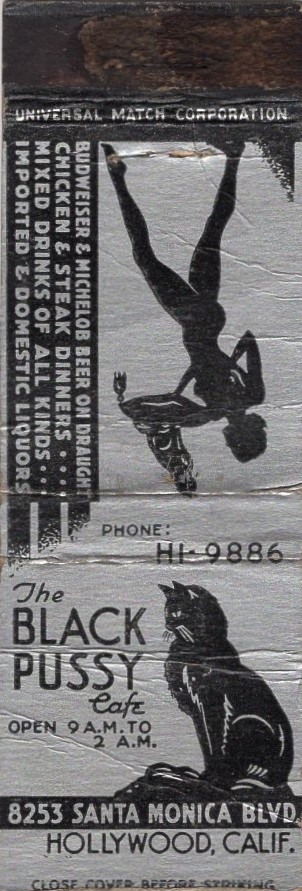 UNIVERSAL MATCH CORPORATION
BUDWEISER & MICHELOB BEER ON DRAUGH
CHICKEN & STEAK DINNERS ....
MIXED DRINKS OF ALL KINDS...
IMPORTED & DOMESTIC LIQUORS
PHONE:
HI-9886
The
BLACK
PUSSY
Cafe
OPEN 9 A.M. TO
2 A.M.
8253 SANTA MONICA BLVD.
HOLLYWOOD, CALIF.
CLOSE COVER BEFORE STRIKING